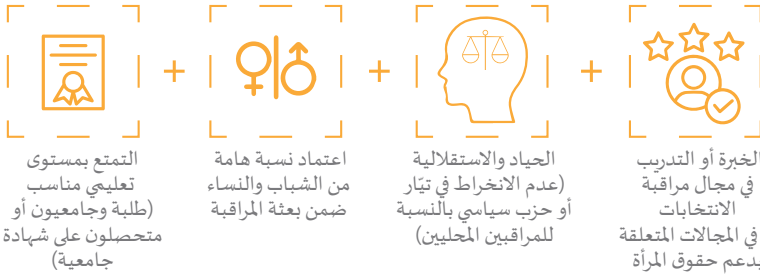 الخبرة أو التدريب
في مجال مراقبة
الانتخابات
في المجالات المتعلقة
بدعم حقوق المرأة
الحياد والاستقلالية
(عدم الانخراط في تيّار
أو حزب سياسي بالنسبة
للمراقبين المحليين)
اعتماد نسبة هامة
من الشباب والنساء
ضمن بعثة المراقبة
التمتع بمستوى
تعليمي مناسب
(طلبة وجامعيون أو
متحصلون على شهادة
جامعية)